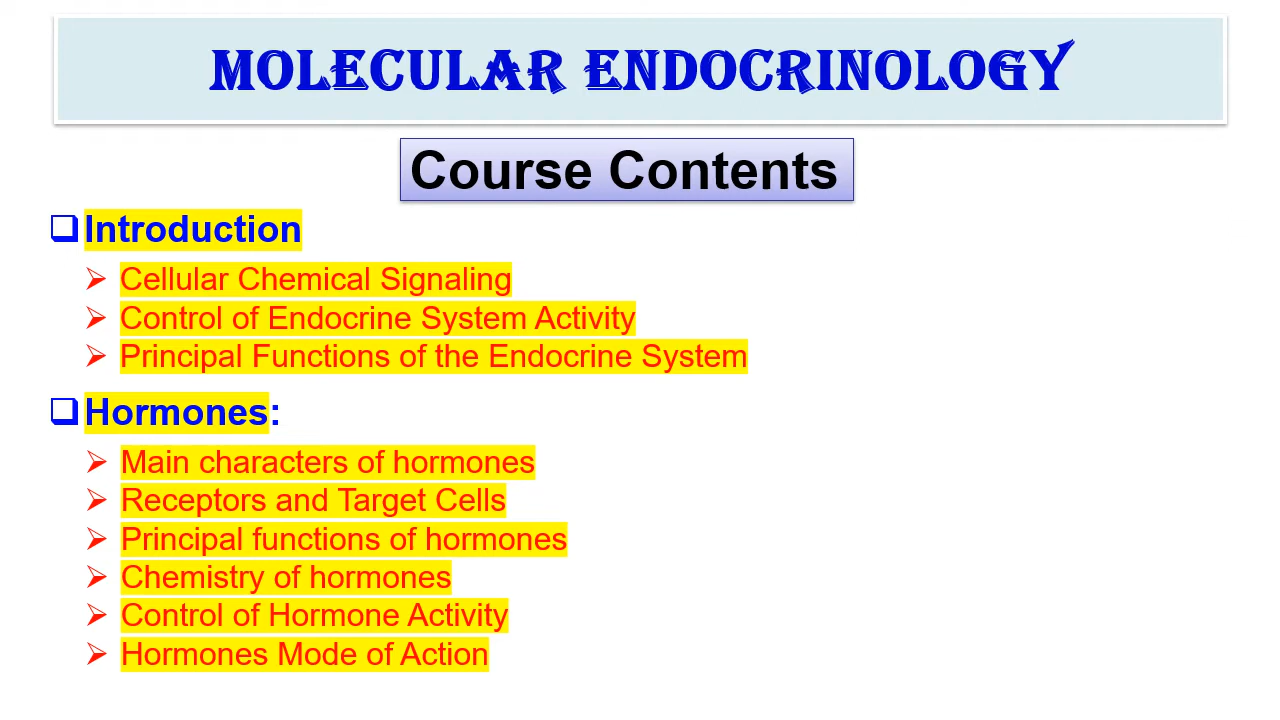 MOLECULAR ENDOCRINOLOGY
Course Contents
Introduction
Cellular Chemical Signaling
Control of Endocrine System Activity
Principal Functions of the Endocrine System
Hormones:
Main characters of hormones
Receptors and Target Cells
Principal functions of hormones
Chemistry of hormones
Control of Hormone Activity
Hormones Mode of Action